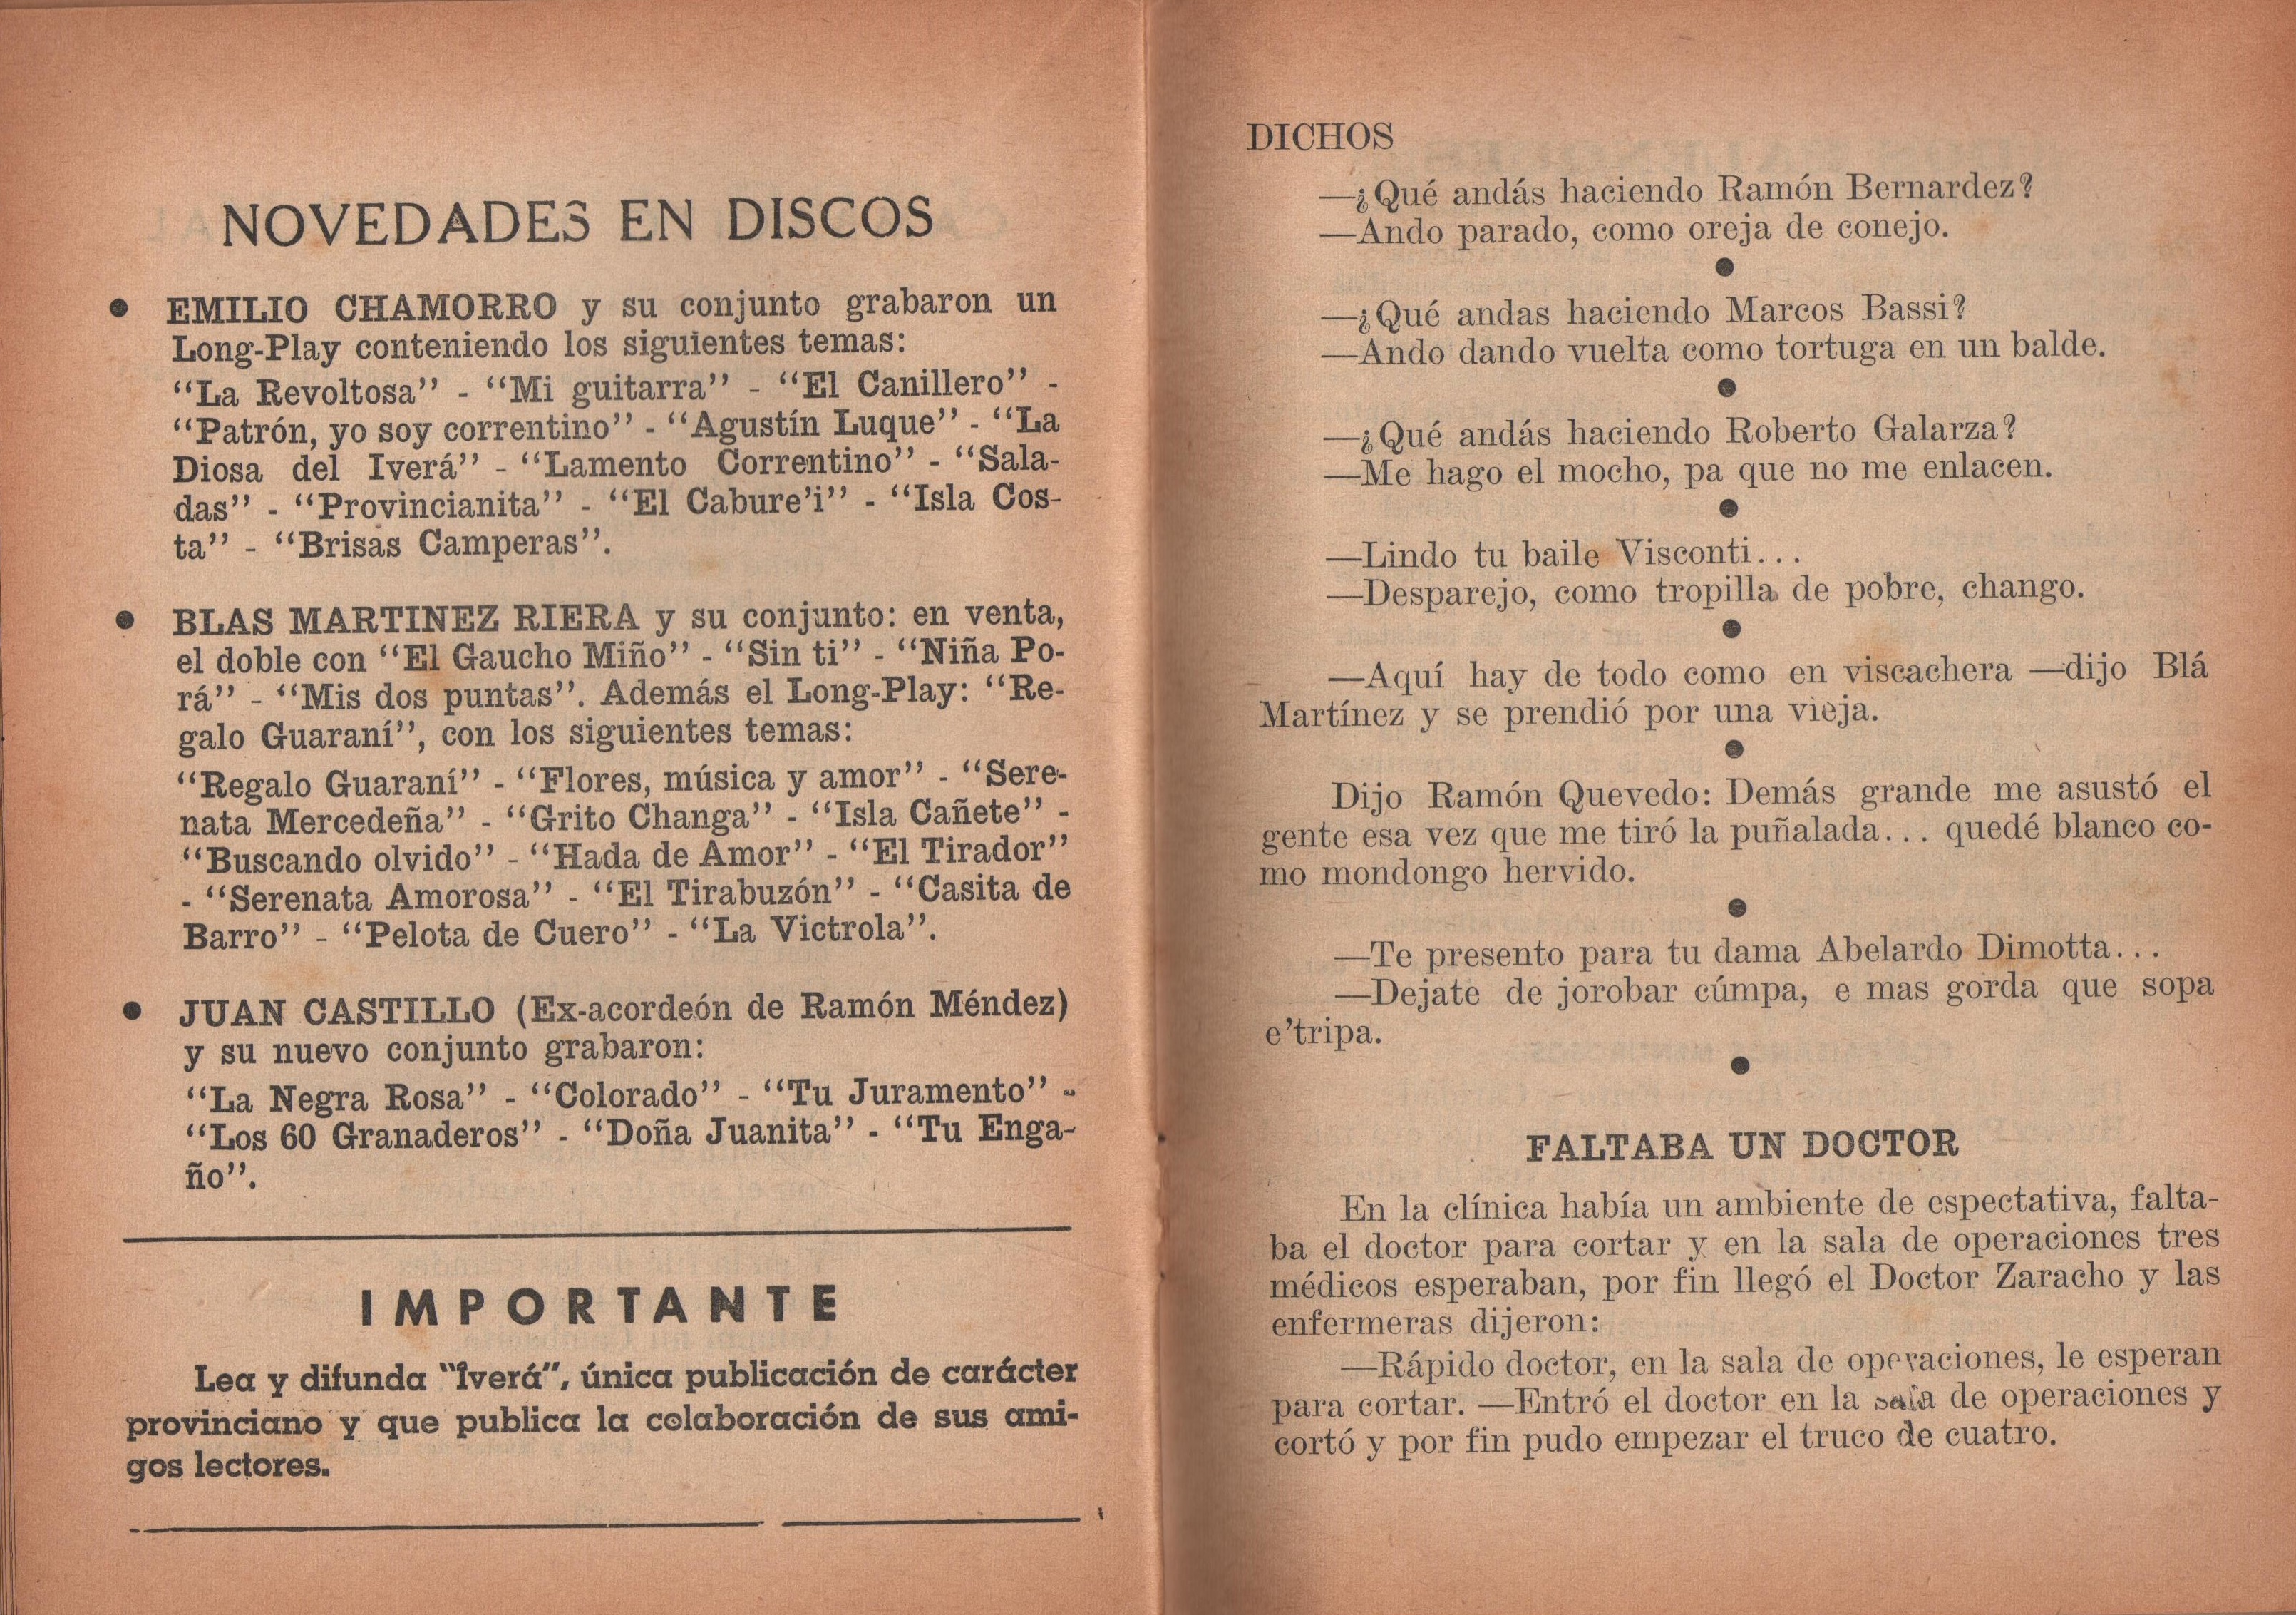 NOVEDADES EN DISCOS
● EMILIO CHAMORRO y su conjunto grabaron un
Long-Play conteniendo los siguientes temas:
“La Revoltosa” - “Mi guitarra” - “El Canillero” -
“Patrón, yo soy correntino” - “Agustín Luque” - “La
Diosa del Iverá” - “Lamento Correntino” - “Sala-
das” - “Provincianita” - “El Cabure’i” - “Isla Cos-
ta” - “Brisas Camperas”.
● BLAS MARTINEZ RIERA y su conjunto: en venta,
el doble con “El Gaucho Miño” - “Sin ti” - “Niña Po-
rá” - “Mis dos puntas”. Además el Long-Play: “Re-
galo Guaraní”, con los siguientes temas:
“Regalo Guaraní” - “Flores, música y amor” - “Sere-
nata Mercedeña” - “Grito Changa” - “Isla Cañete” -
“Buscando olvido” - “Hada de Amor” - “El Tirador”
- “Serenata Amorosa” - “El Tirabuzón” - “Casita de
Barro” - “Pelota de Cuero” - “La Victrola”.
● JUAN CASTILLO (Ex-acordeón de Ramón Méndez)
y su nuevo conjunto grabaron:
“La Negra Rosa” - “Colorado” - “Tu Juramento” -
“Los 60 Granaderos” - “Doña Juanita” - “Tu Enga-
ño”.
IMPORTANTE
Lea y difunda "Iverá", única publicación de carácter
provinciano y que publica la colaboración de sus ami-
gos lectores.
DICHOS
—¿Qué andás haciendo Ramón Bernardez?
—Ando parado, como oreja de conejo.
●
—¿Qué andas haciendo Marcos Bassi?
—Ando dando vuelta como tortuga en un balde.
●
—¿Qué andás haciendo Roberto Galarza?
—Me hago el mocho, pa que no me enlacen.
●
—Lindo tu baile Visconti...
—Desparejo, como tropilla de pobre, chango.
●
—Aquí hay de todo como en viscachera —dijo Blá
Martínez y se prendió por una vieja.
●
Dijo Ramón Quevedo: Demás grande me asustó el
gente esa vez que me tiró la puñalada... quedé blanco co-
mo mondongo hervido.
●
—Te presento para tu dama Abelardo Dimotta...
—Dejate de jorobar cúmpa, e mas gorda que sopa
e’tripa.
●
FALTABA UN DOCTOR
En la clínica había un ambiente de espectativa, falta-
ba el doctor para cortar y en la sala de operaciones tres
médicos esperaban, por fin llegó el Doctor Zaracho y las
enfermeras dijeron:
—Rápido doctor, en la sala de operaciones, le esperan
para cortar. —Entró el doctor en la sala de operaciones y
cortó y por fin pudo empezar el truco de cuatro.